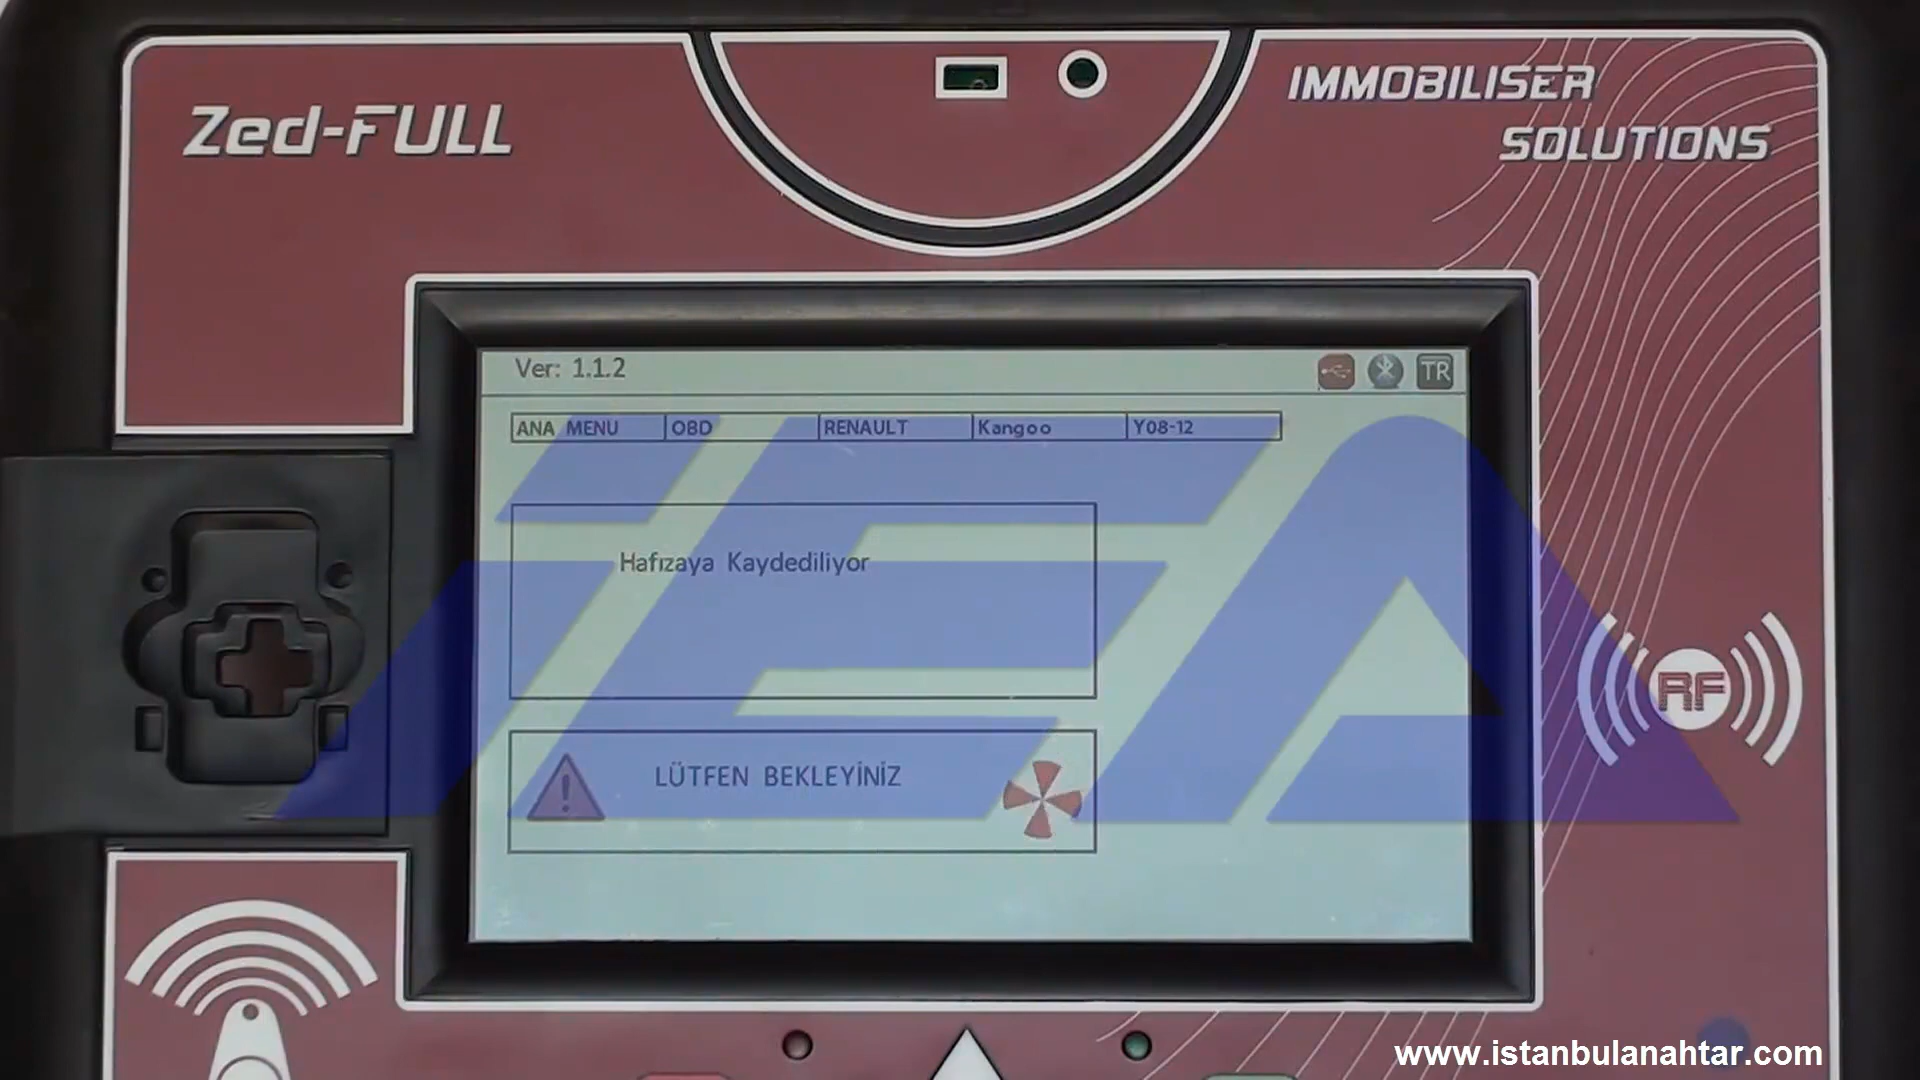 Zed-FULL
IMMOBILISER
SOLUTIONS
Ver: 1.1.2
TR
ANA MENU OBD RENAULT Kangoo Y08-12
Hafızaya Kaydediliyor
LÜTFEN BEKLEYİNİZ
İEA
RF
www.istanbulanahtar.com